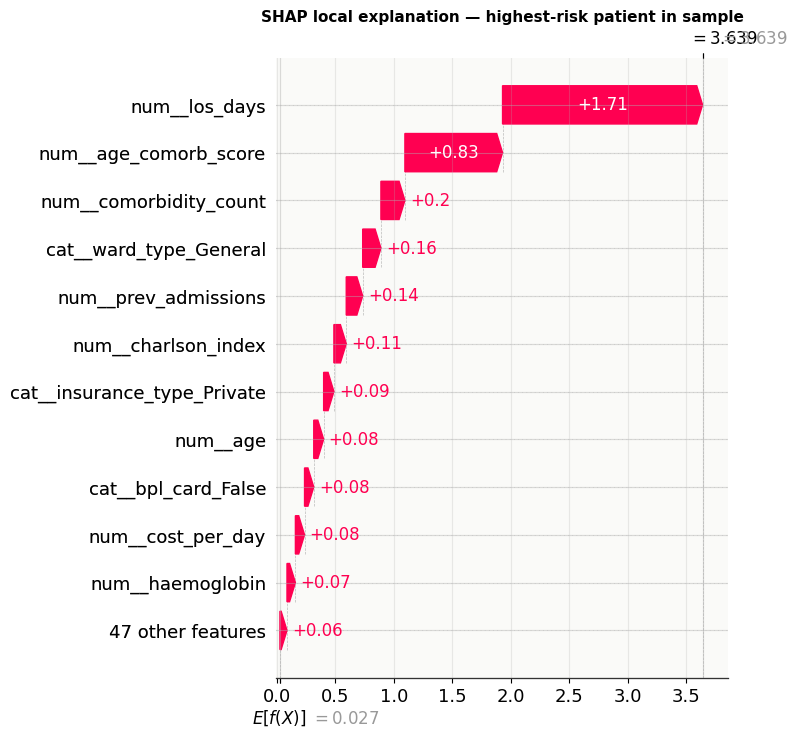 SHAP local explanation — highest-risk patient in sample
= 3.639
num__los_days
+1.71
num__age_comorb_score
+0.83
num__comorbidity_count
+0.2
cat__ward_type_General
+0.16
num__prev_admissions
+0.14
num__charlson_index
+0.11
cat__insurance_type_Private
+0.09
num__age
+0.08
cat__bpl_card_False
+0.08
num__cost_per_day
+0.08
num__haemoglobin
+0.07
47 other features
+0.06
0.0 0.5 1.0 1.5 2.0 2.5 3.0 3.5
E[f(X)] = 0.027